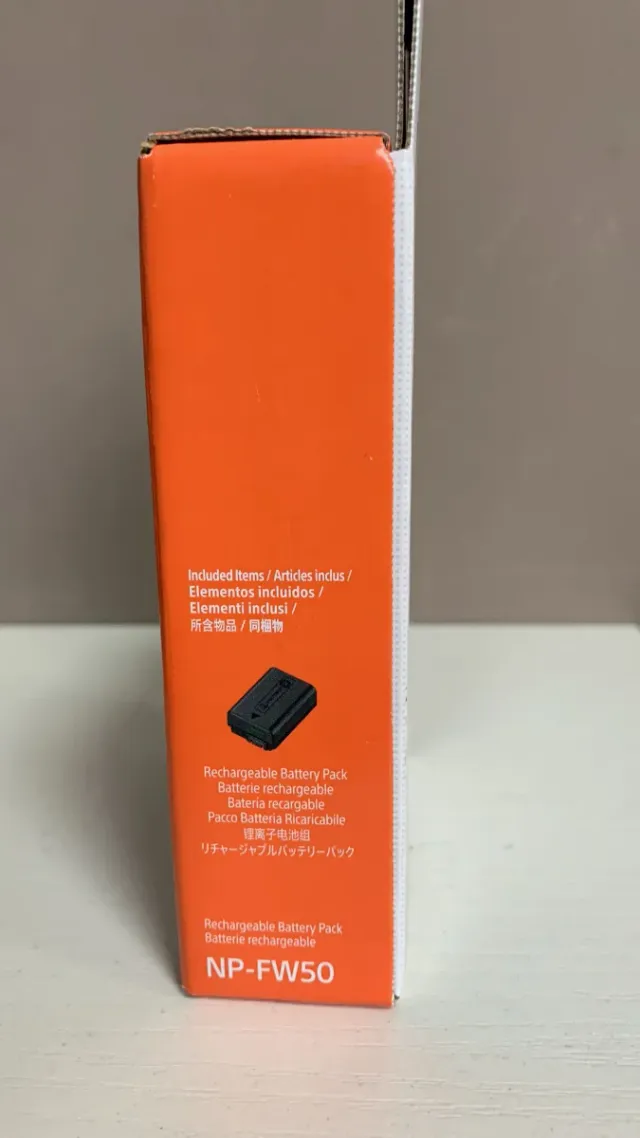 Included Items / Articles inclus /
Elementos incluidos /
Elementi inclusi /
所含物品 / 同梱物
Rechargeable Battery Pack
Batterie rechargeable
Batería recargable
Pacco Batteria Ricaricabile
锂离子电池组
リチャージャブルバッテリーパック
Rechargeable Battery Pack
Batterie rechargeable
NP-FW50